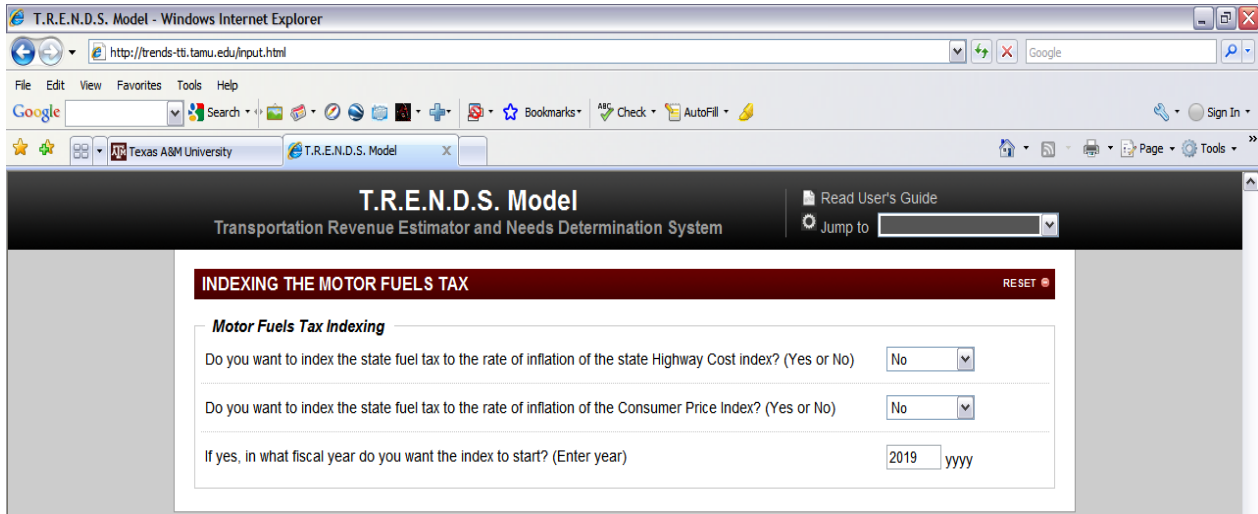 T.R.E.N.D.S. Model - Windows Internet Explorer
http://trends-tti.tamu.edu/input.html
Google
File Edit View Favorites Tools Help
Google Search Bookmarks ABC Check AutoFill Sign In
Texas A&M University T.R.E.N.D.S. Model X Page Tools »
T.R.E.N.D.S. Model
Transportation Revenue Estimator and Needs Determination System
Read User's Guide
Jump to
INDEXING THE MOTOR FUELS TAX RESET
Motor Fuels Tax Indexing
Do you want to index the state fuel tax to the rate of inflation of the state Highway Cost index? (Yes or No) No
Do you want to index the state fuel tax to the rate of inflation of the Consumer Price Index? (Yes or No) No
If yes, in what fiscal year do you want the index to start? (Enter year) 2019 yyyy